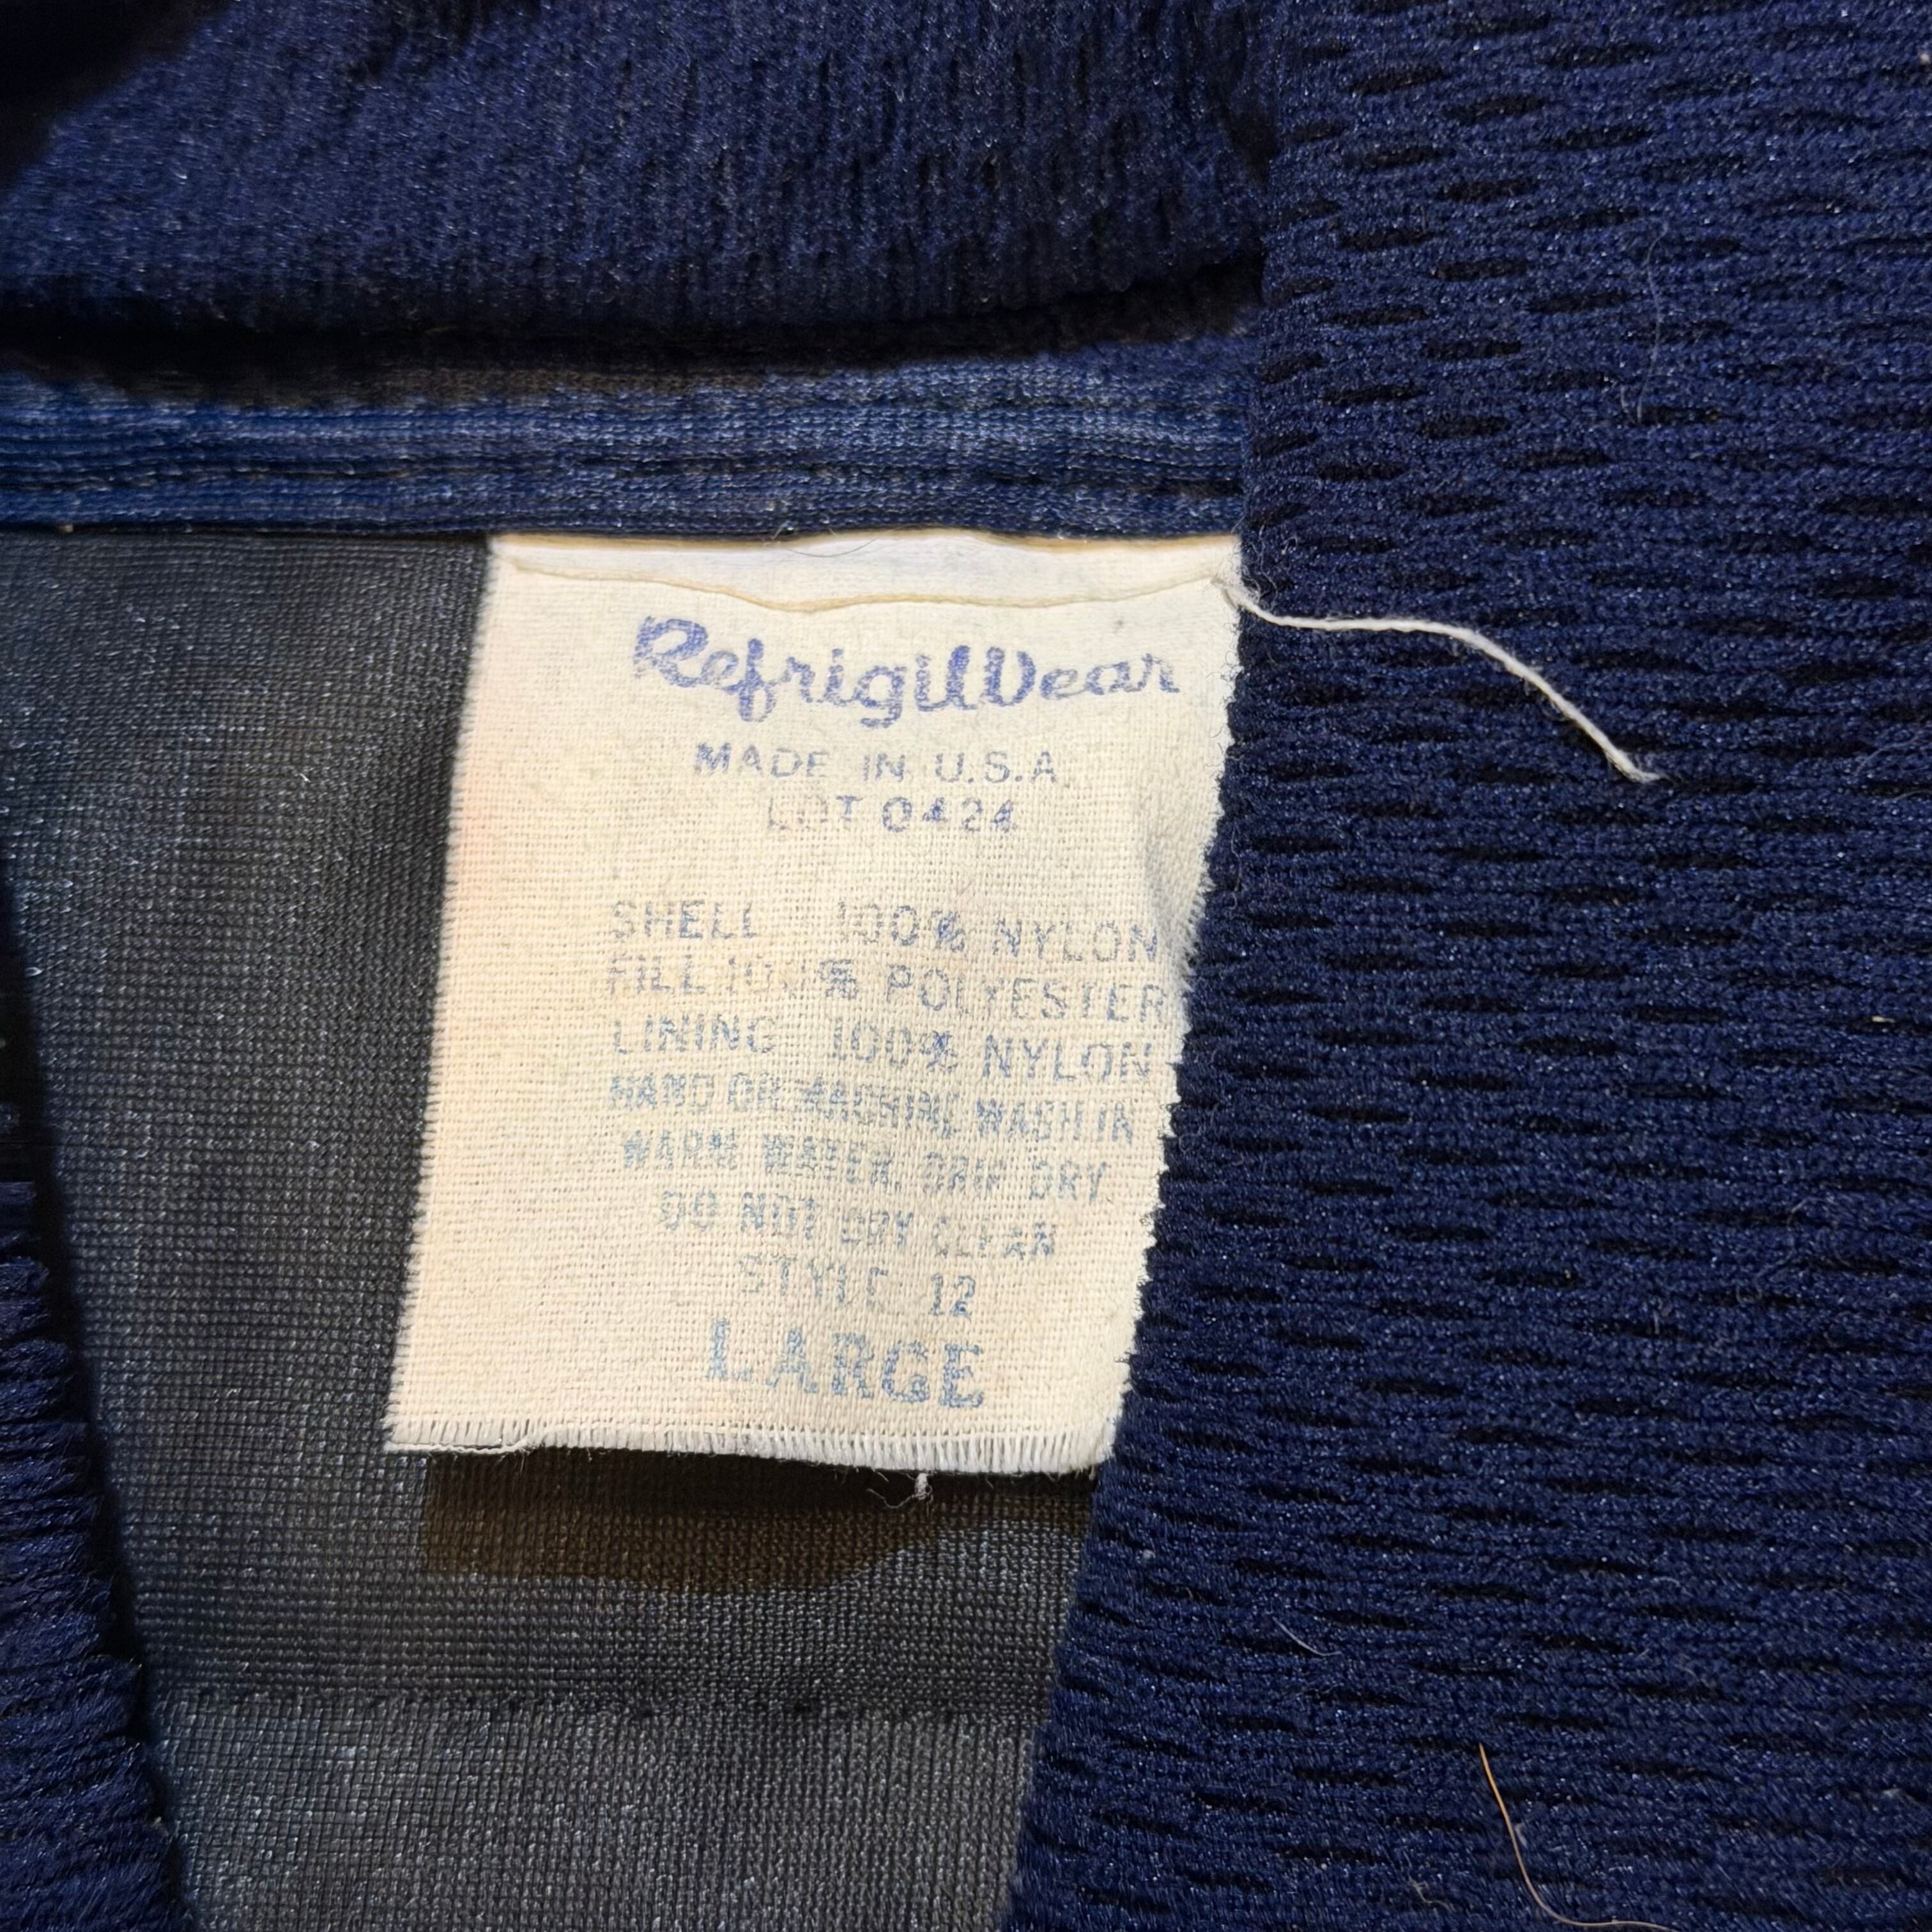 RefrigiWear
MADE IN U.S.A.
LOT 0424
SHELL 100% NYLON
FILL 100% POLYESTER
LINING 100% NYLON
HAND OR MACHINE WASH IN
WARM WATER. DRIP DRY
DO NOT DRY CLEAN
STYLE 12
LARGE